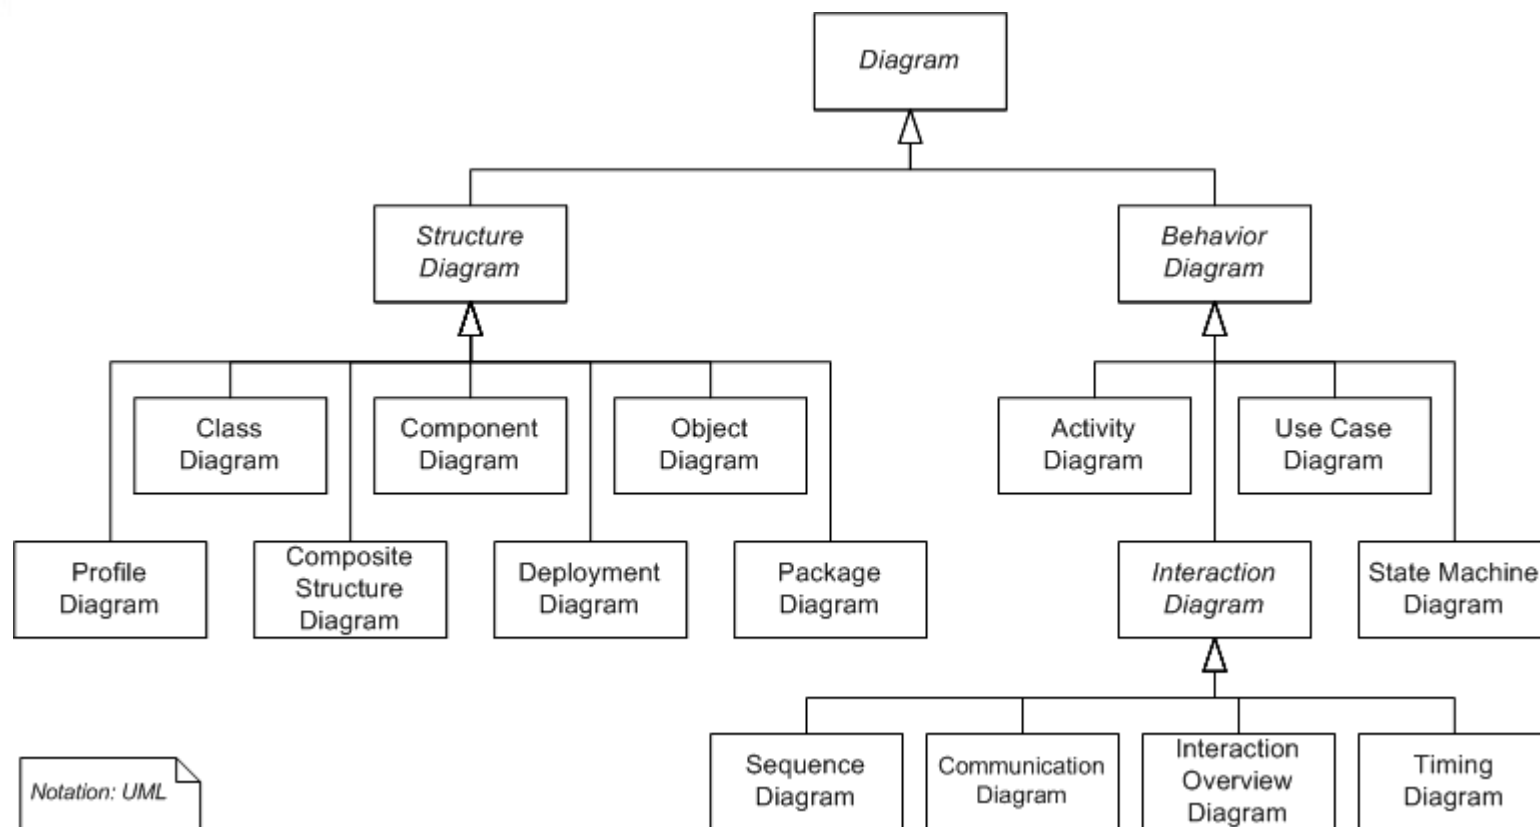 Diagram
Structure
Diagram
Behavior
Diagram
Class
Diagram
Component
Diagram
Object
Diagram
Activity
Diagram
Use Case
Diagram
Profile
Diagram
Composite
Structure
Diagram
Deployment
Diagram
Package
Diagram
Interaction
Diagram
State Machine
Diagram
Sequence
Diagram
Communication
Diagram
Interaction
Overview
Diagram
Timing
Diagram
Notation: UML